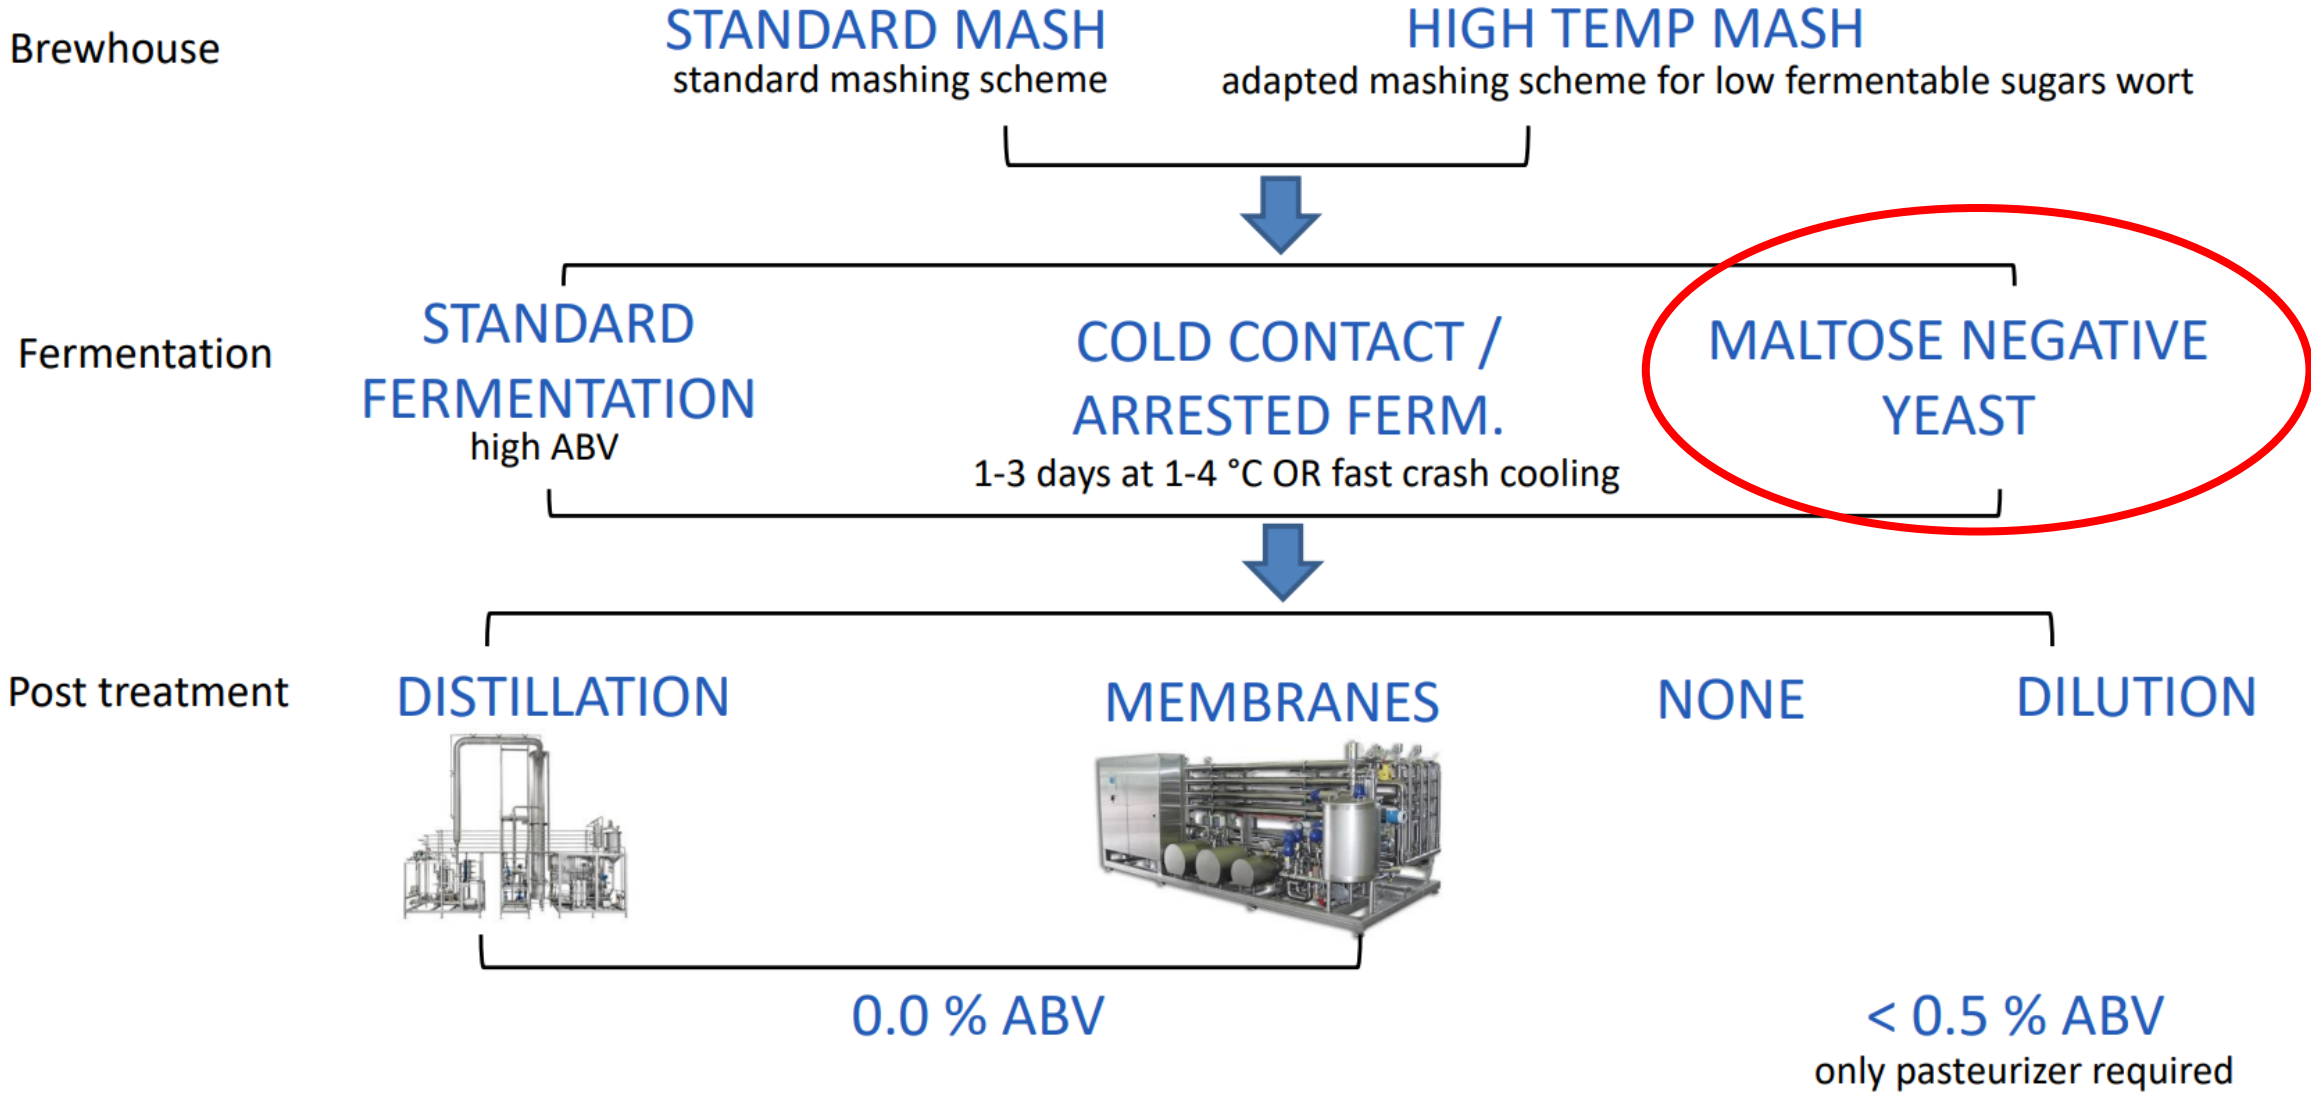 Brewhouse
STANDARD MASH
standard mashing scheme
HIGH TEMP MASH
adapted mashing scheme for low fermentable sugars wort
Fermentation
STANDARD
FERMENTATION
high ABV
COLD CONTACT /
ARRESTED FERM.
1-3 days at 1-4 °C OR fast crash cooling
MALTOSE NEGATIVE
YEAST
Post treatment
DISTILLATION
MEMBRANES
NONE
DILUTION
0.0 % ABV
< 0.5 % ABV
only pasteurizer required